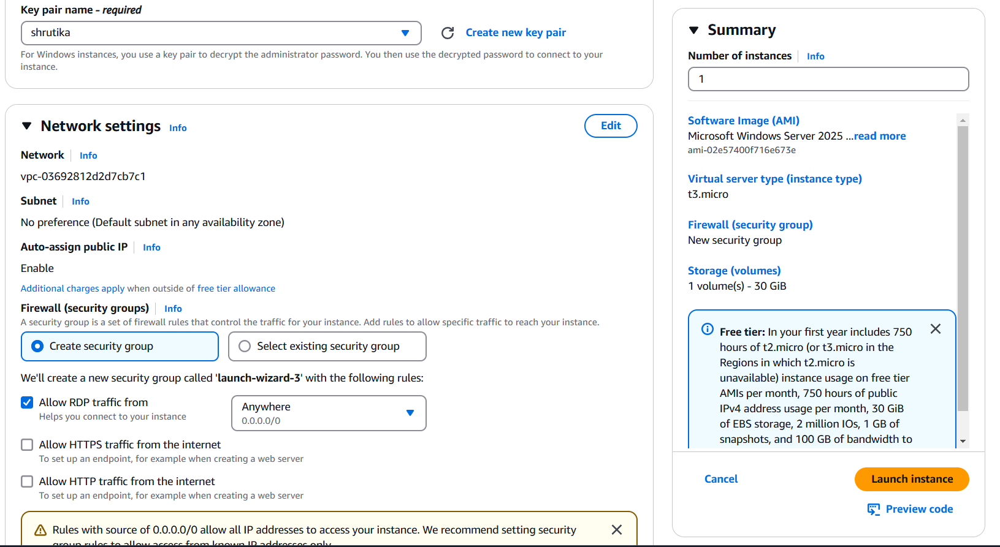 Key pair name - required
shrutika
Create new key pair
For Windows instances, you use a key pair to decrypt the administrator password. You then use the decrypted password to connect to your
instance.
Network settings Info
Edit
Network Info
vpc-03692812d2d7cb7c1
Subnet Info
No preference (Default subnet in any availability zone)
Auto-assign public IP Info
Enable
Additional charges apply when outside of free tier allowance
Firewall (security groups) Info
A security group is a set of firewall rules that control the traffic for your instance. Add rules to allow specific traffic to reach your instance.
Create security group
Select existing security group
We'll create a new security group called 'launch-wizard-3' with the following rules:
Allow RDP traffic from
Helps you connect to your instance
Anywhere
0.0.0.0/0
Allow HTTPS traffic from the internet
To set up an endpoint, for example when creating a web server
Allow HTTP traffic from the internet
To set up an endpoint, for example when creating a web server
Rules with source of 0.0.0.0/0 allow all IP addresses to access your instance. We recommend setting security
group rules to allow access from known IP addresses only.
Summary
Number of instances Info
1
Software Image (AMI)
Microsoft Windows Server 2025 ...read more
ami-02e57400f716e673e
Virtual server type (instance type)
t3.micro
Firewall (security group)
New security group
Storage (volumes)
1 volume(s) - 30 GiB
Free tier: In your first year includes 750
hours of t2.micro (or t3.micro in the
Regions in which t2.micro is
unavailable) instance usage on free tier
AMIs per month, 750 hours of public
IPv4 address usage per month, 30 GiB
of EBS storage, 2 million IOs, 1 GB of
snapshots, and 100 GB of bandwidth to
Cancel
Launch instance
Preview code